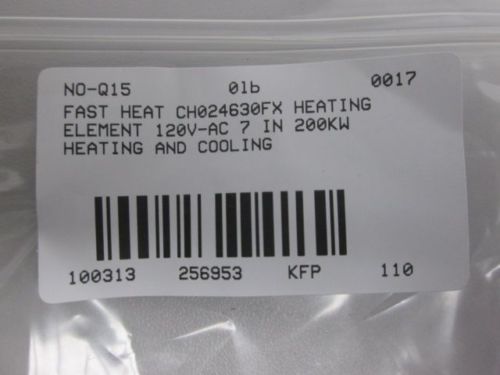 NO-Q15 0lb 0017
FAST HEAT CH024630FX HEATING
ELEMENT 120V-AC 7 IN 200KW
HEATING AND COOLING
100313 256953 KFP 110